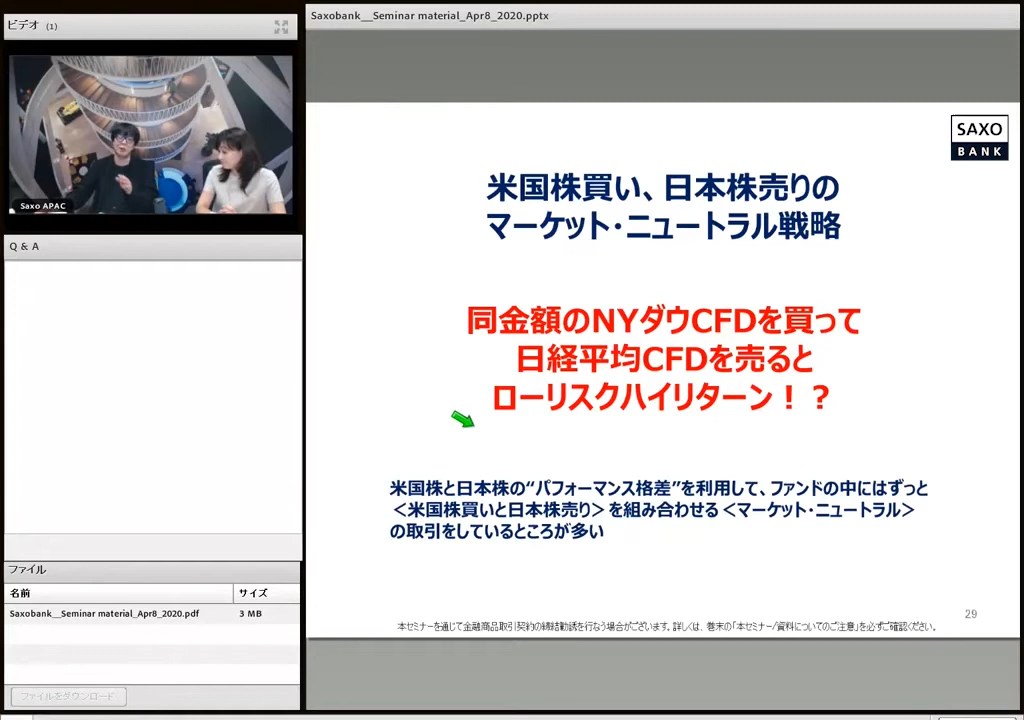 ビデオ (1)
Saxo APAC
Q & A
ファイル
名前 サイズ
Saxobank__Seminar material_Apr8_2020.pdf 3 MB
ファイルをダウンロード
Saxobank__Seminar material_Apr8_2020.pptx
SAXO
BANK
米国株買い、日本株売りの
マーケット・ニュートラル戦略
同金額のNYダウCFDを買って
日経平均CFDを売ると
ローリスクハイリターン！？
米国株と日本株の“パフォーマンス格差”を利用して、ファンドの中にはずっと
＜米国株買いと日本株売り＞を組み合わせる＜マーケット・ニュートラル＞
の取引をしているところが多い
29
本セミナーを通じて金融商品取引契約の締結勧誘を行なう場合がございます。詳しくは、巻末の「本セミナー/資料についてのご注意」を必ずご確認ください。